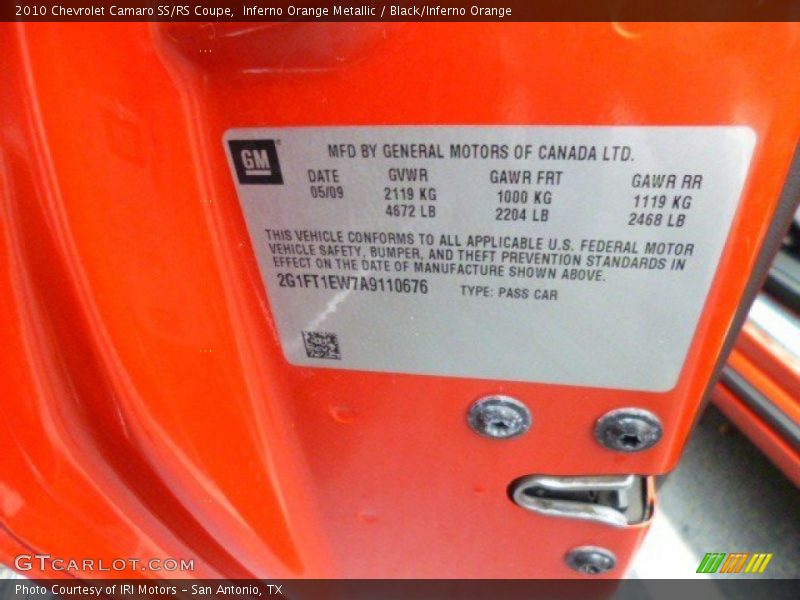 2010 Chevrolet Camaro SS/RS Coupe,  Inferno Orange Metallic / Black/Inferno Orange
GM
MFD BY GENERAL MOTORS OF CANADA LTD.
DATE GVWR GAWR FRT GAWR RR
05/09 2119 KG 1000 KG 1119 KG
4672 LB 2204 LB 2468 LB
THIS VEHICLE CONFORMS TO ALL APPLICABLE U.S. FEDERAL MOTOR
VEHICLE SAFETY, BUMPER, AND THEFT PREVENTION STANDARDS IN
EFFECT ON THE DATE OF MANUFACTURE SHOWN ABOVE.
2G1FT1EW7A9110676 TYPE: PASS CAR
GTCARLOT.COM
Photo Courtesy of IRI Motors – San Antonio, TX